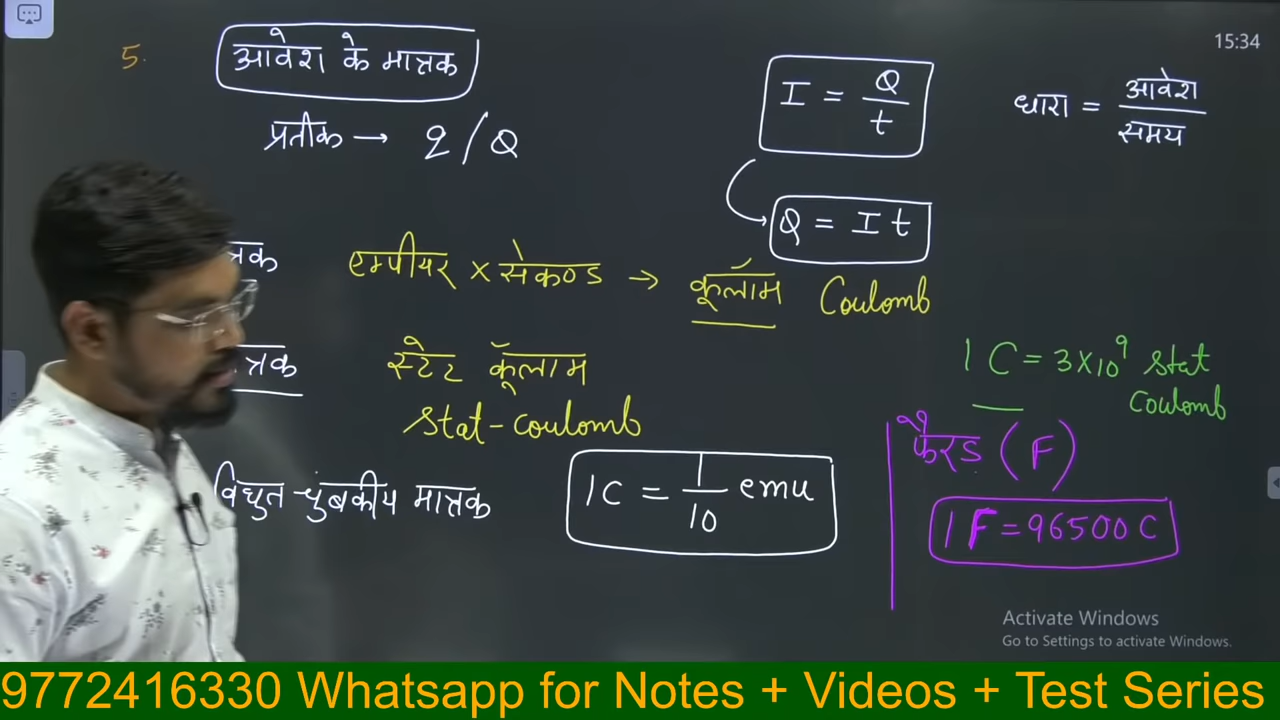 15:34
5.
आवेश के मात्रक
प्रतीक → q / Q
I = Q / t
धारा = आवेश / समय
Q = I t
त्रक
एम्पीयर × सेकण्ड → कूलॉम Coulomb
त्रक
स्टेट कूलॉम
stat-coulomb
1 C = 3×10⁹ stat
Coulomb
विद्युत-चुंबकीय मात्रक
1C = 1/10 emu
फैरड (F)
1 F = 96500 C
Activate Windows
Go to Settings to activate Windows.
9772416330 Whatsapp for Notes + Videos + Test Series